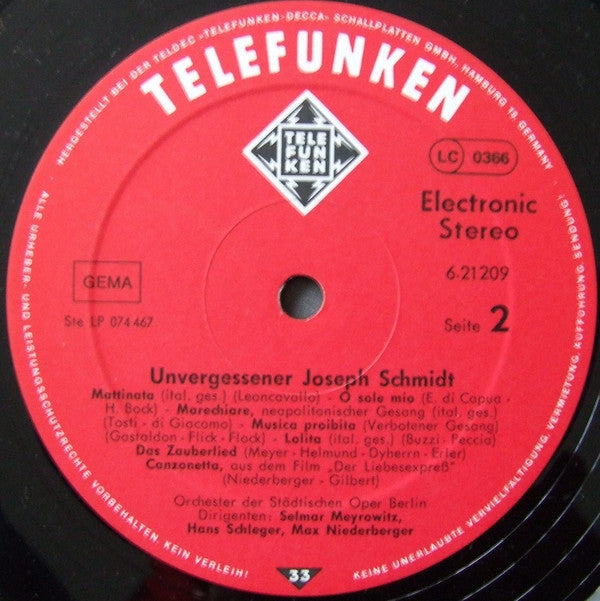 HERGESTELLT BEI DER TELDEC »TELEFUNKEN-DECCA« SCHALLPLATTEN GMBH., HAMBURG 19, GERMANY
TELEFUNKEN
TELE
FUN
KEN
LC 0366
Electronic
Stereo
6.21209
GEMA
Ste LP 074 467
Seite 2
Unvergessener Joseph Schmidt
Mattinata (ital. ges.) (Leoncavallo) - O sole mio (E. di Capua -
H. Bock) - Marechiare, neapolitanischer Gesang (ital. ges.)
(Tosti - di Giacomo) - Musica proibita (Verbotener Gesang)
(Gastaldon - Flick - Flock) - Lolita (ital. ges.) (Buzzi - Peccia)
Das Zauberlied (Meyer - Helmund - Dyherrn - Erler)
Canzonetta, aus dem Film „Der Liebesexpreß"
(Niederberger - Gilbert)
Orchester der Städtischen Oper Berlin
Dirigenten: Selmar Meyrowitz,
Hans Schleger, Max Niederberger
33
ALLE URHEBER- UND LEISTUNGSSCHUTZRECHTE VORBEHALTEN. KEIN VERLEIH!
KEINE UNERLAUBTE VERVIELFÄLTIGUNG, VERMIETUNG, AUFFÜHRUNG, SENDUNG!